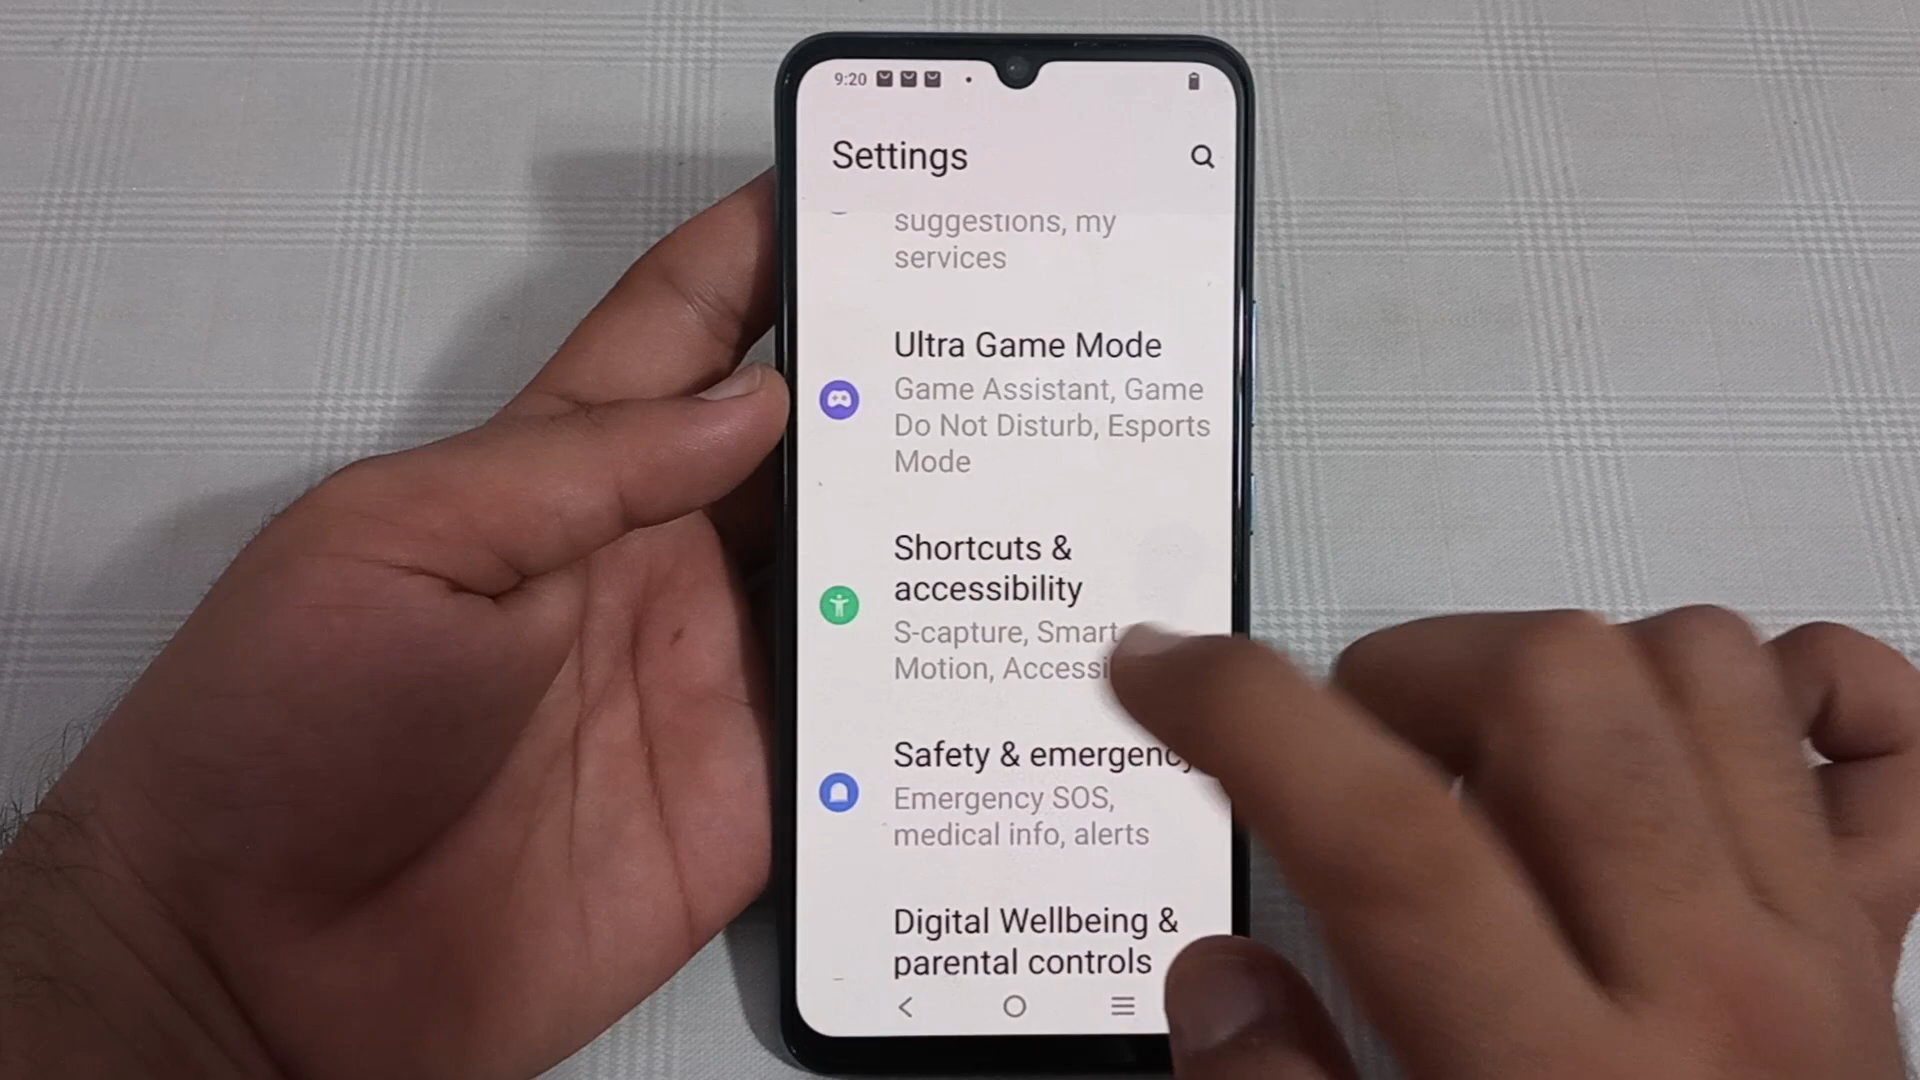 9:20
Settings
suggestions, my
services
Ultra Game Mode
Game Assistant, Game
Do Not Disturb, Esports
Mode
Shortcuts &
accessibility
S-capture, Smart
Motion, Accessi
Safety & emergency
Emergency SOS,
medical info, alerts
Digital Wellbeing &
parental controls